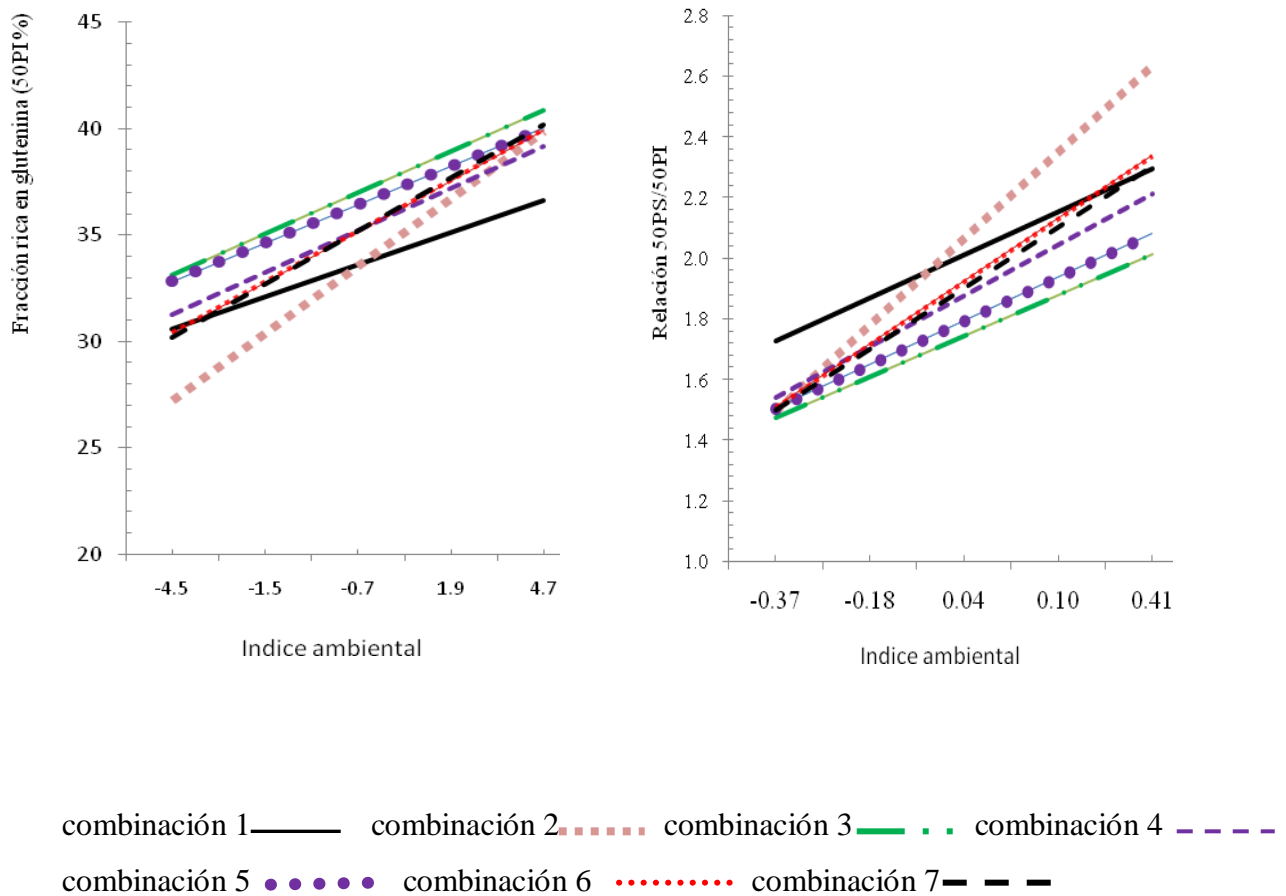 Fracción rica en glutenina (50PI%)
45
40
35
30
25
20
-4.5 -1.5 -0.7 1.9 4.7
Indice ambiental
Relación 50PS/50PI
2.8
2.6
2.4
2.2
2.0
1.8
1.6
1.4
1.2
1.0
-0.37 -0.18 0.04 0.10 0.41
Indice ambiental
combinación 1 combinación 2 combinación 3 combinación 4
combinación 5 combinación 6 combinación 7